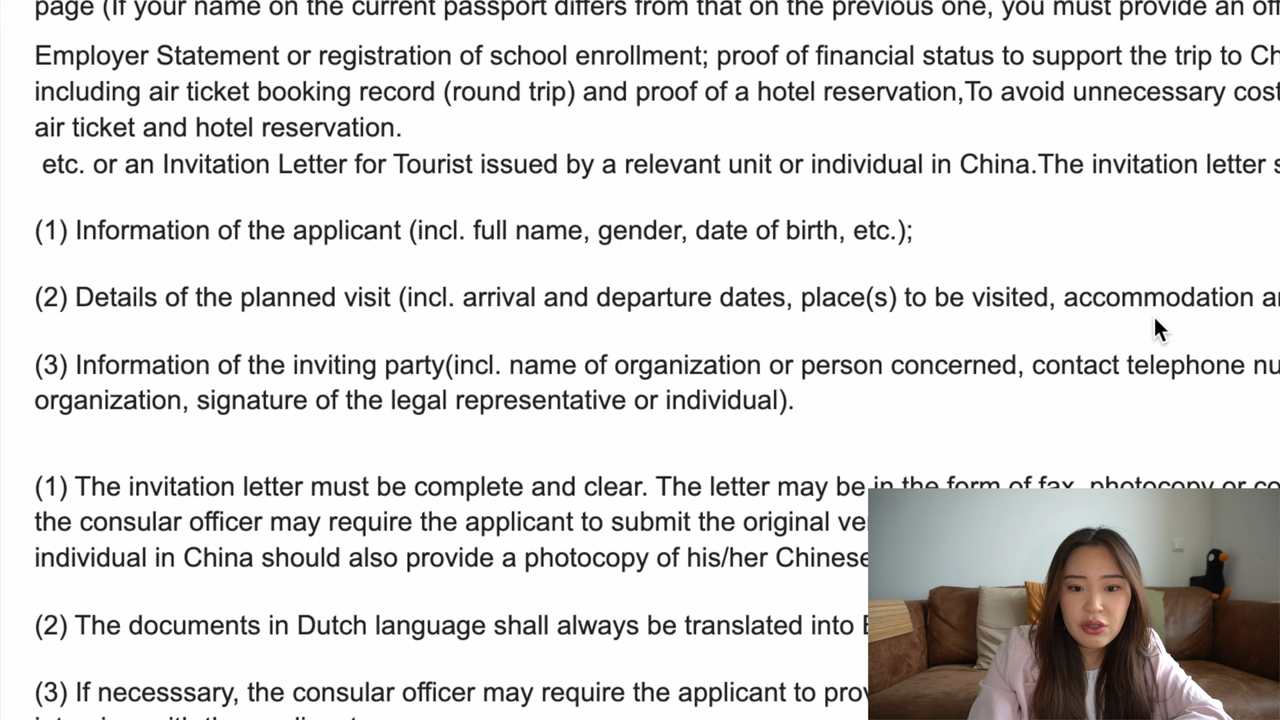 page (If your name on the current passport differs from that on the previous one, you must provide an
Employer Statement or registration of school enrollment; proof of financial status to support the trip to
including air ticket booking record (round trip) and proof of a hotel reservation,To avoid unnecessary
air ticket and hotel reservation.
etc. or an Invitation Letter for Tourist issued by a relevant unit or individual in China.The invitation letter
(1) Information of the applicant (incl. full name, gender, date of birth, etc.);
(2) Details of the planned visit (incl. arrival and departure dates, place(s) to be visited, accommodation
(3) Information of the inviting party(incl. name of organization or person concerned, contact telephone
organization, signature of the legal representative or individual).
(1) The invitation letter must be complete and clear. The letter may be in the form of fax, photocopy or
the consular officer may require the applicant to submit the original
individual in China should also provide a photocopy of his/her Chinese
(2) The documents in Dutch language shall always be translated into
(3) If necesssary, the consular officer may require the applicant to